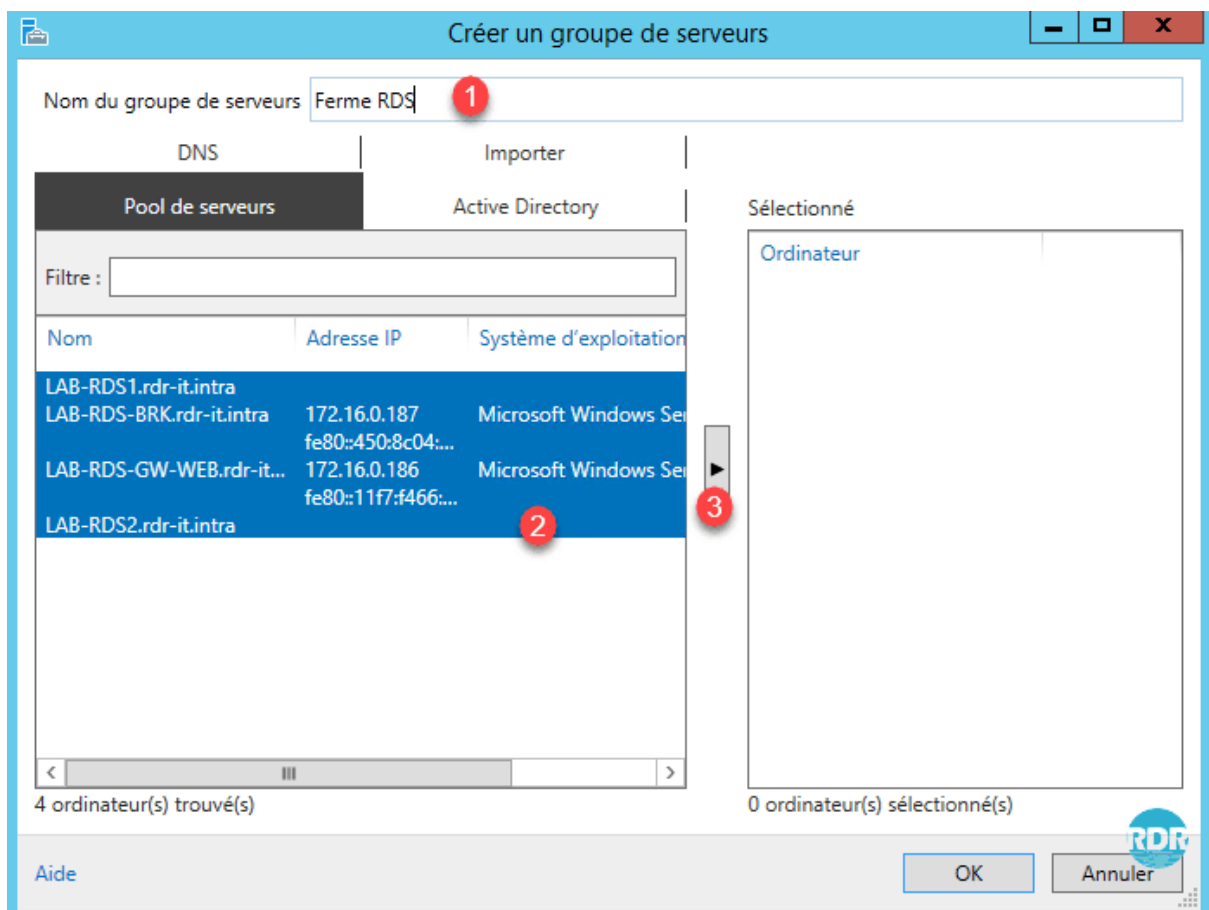 Créer un groupe de serveurs
Nom du groupe de serveurs Ferme RDS 1
DNS Importer
Pool de serveurs Active Directory Sélectionné
Ordinateur
Filtre :
Nom Adresse IP Système d'exploitation
LAB-RDS1.rdr-it.intra
LAB-RDS-BRK.rdr-it.intra 172.16.0.187 Microsoft Windows Ser
fe80::450:8c04:...
LAB-RDS-GW-WEB.rdr-it... 172.16.0.186 Microsoft Windows Ser
fe80::11f7:f466:...
3
LAB-RDS2.rdr-it.intra 2
4 ordinateur(s) trouvé(s) 0 ordinateur(s) sélectionné(s)
RDR
Aide OK Annuler